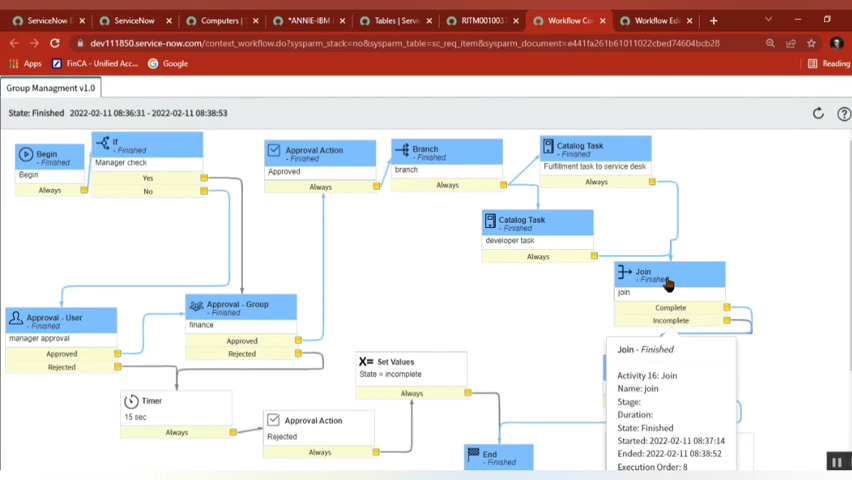 ServiceNow D
ServiceNow
Computers | S
*ANNIE-IBM
Tables | Servi
RITM0010037
Workflow Co
Workflow Edi
dev111850.service-now.com/context_workflow.do?sysparm_stack=no&sysparm_table=sc_req_item&sysparm_document=e441fa6b01011022cbed74604bcb28
Apps
FinCA - Unified Acc...
Google
Reading
Group Managment v1.0
State: Finished 2022-02-11 08:36:31 - 2022-02-11 08:38:53
Begin
- Finished
Begin
Always
If
- Finished
Manager check
Yes
No
Approval Action
- Finished
Approved
Always
Branch
- Finished
branch
Always
Catalog Task
- Finished
Fulfillment task to service desk
Always
Catalog Task
- Finished
developer task
Always
Join
- Finished
join
Complete
Incomplete
Approval - User
- Finished
manager approval
Approved
Rejected
Approval - Group
- Finished
finance
Approved
Rejected
Timer
15 sec
Always
Approval Action
Rejected
Always
X= Set Values
State = incomplete
Always
End
- Finished
Join - Finished
Activity 16: Join
Name: join
Stage:
Duration:
State: Finished
Started: 2022-02-11 08:37:14
Ended: 2022-02-11 08:38:52
Execution Order: 8